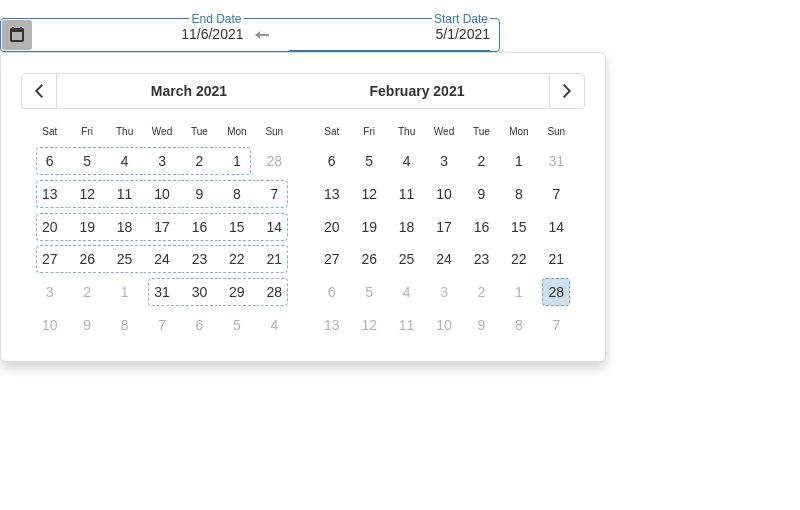 End Date Start Date
11/6/2021 5/1/2021
March 2021 February 2021
Sat Fri Thu Wed Tue Mon Sun Sat Fri Thu Wed Tue Mon Sun
6 5 4 3 2 1 28 6 5 4 3 2 1 31
13 12 11 10 9 8 7 13 12 11 10 9 8 7
20 19 18 17 16 15 14 20 19 18 17 16 15 14
27 26 25 24 23 22 21 27 26 25 24 23 22 21
3 2 1 31 30 29 28 6 5 4 3 2 1 28
10 9 8 7 6 5 4 13 12 11 10 9 8 7